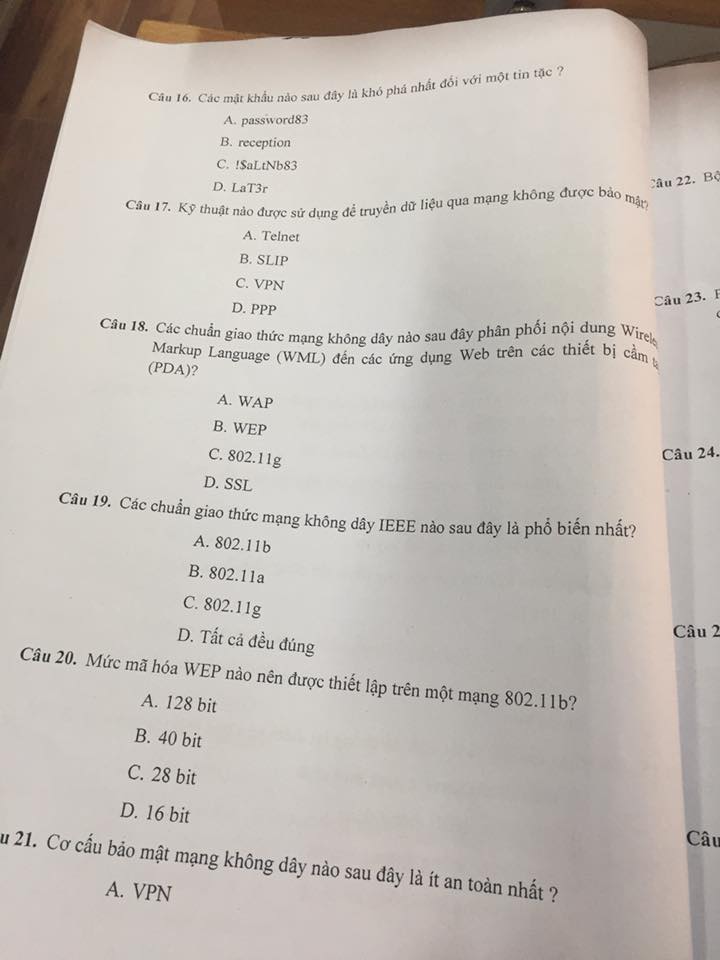 Câu 16. Các mật khẩu nào sau đây là khó phá nhất đối với một tin tặc ?
A. password83
B. reception
C. !$aLtNb83
D. LaT3r
Câu 17. Kỹ thuật nào được sử dụng để truyền dữ liệu qua mạng không được bảo mật?
A. Telnet
B. SLIP
C. VPN
D. PPP
Câu 18. Các chuẩn giao thức mạng không dây nào sau đây phân phối nội dung
Markup Language (WML) đến các ứng dụng Web trên các thiết bị cầm
(PDA)?
A. WAP
B. WEP
C. 802.11g
D. SSL
Câu 19. Các chuẩn giao thức mạng không dây IEEE nào sau đây là phổ biến nhất?
A. 802.11b
B. 802.11a
C. 802.11g
D. Tất cả đều đúng
Câu 20. Mức mã hóa WEP nào nên được thiết lập trên một mạng 802.11b?
A. 128 bit
B. 40 bit
C. 28 bit
D. 16 bit
u 21. Cơ cấu bảo mật mạng không dây nào sau đây là ít an toàn nhất ?
A. VPN
Câu 22.
Câu 23.
Câu 24.
Câu 2
Câu